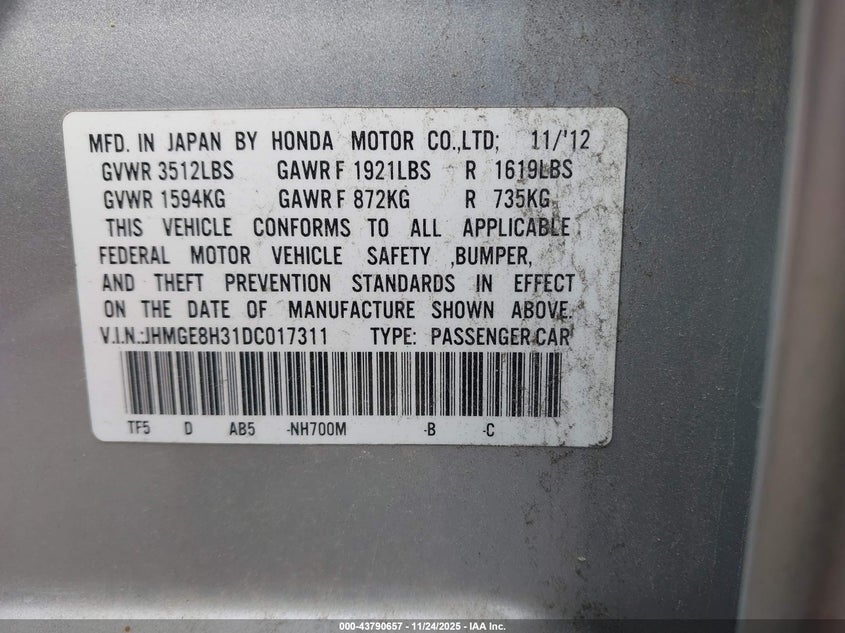 MFD. IN JAPAN BY HONDA MOTOR CO.,LTD; 11/'12
GVWR 3512LBS GAWR F 1921LBS R 1619LBS
GVWR 1594KG GAWR F 872KG R 735KG
THIS VEHICLE CONFORMS TO ALL APPLICABLE
FEDERAL MOTOR VEHICLE SAFETY ,BUMPER,
AND THEFT PREVENTION STANDARDS IN EFFECT
ON THE DATE OF MANUFACTURE SHOWN ABOVE.
V.I.N.:JHMGE8H31DC017311 TYPE: PASSENGER CAR
TF5 D AB5 -NH700M -B -C
000-43790657 - 11/24/2025 - IAA Inc.